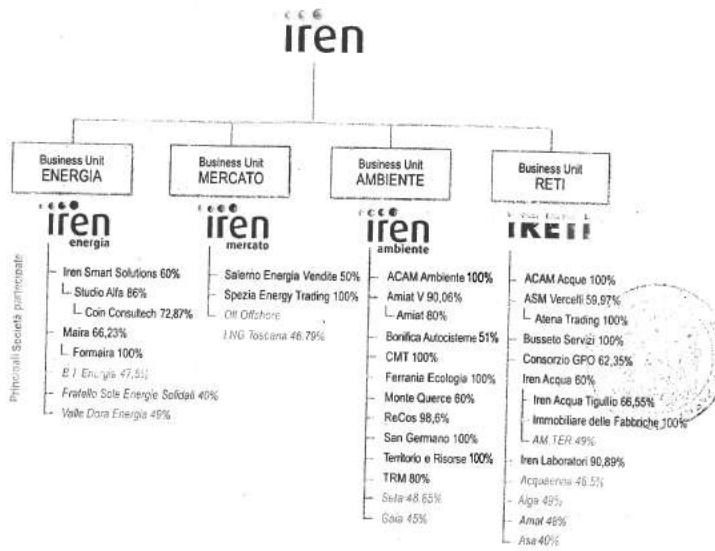 iren
Business Unit
ENERGIA
Business Unit
MERCATO
Business Unit
AMBIENTE
Business Unit
RETI
Principali Società partecipate
iren
energia
Iren Smart Solutions 60%
Studio Alfa 86%
Coin Consultech 72,87%
Maira 66,23%
Formaira 100%
B.I. Energia 47,5%
Fratello Sole Energie Solidali 40%
Valle Dora Energia 49%
iren
mercato
Salerno Energia Vendite 50%
Spezia Energy Trading 100%
Olt Offshore
LNG Toscana 46,79%
iren
ambiente
ACAM Ambiente 100%
Amiat V 90,06%
Amiat 80%
Bonifica Autocisterne 51%
CMT 100%
Ferrania Ecologia 100%
Monte Querce 60%
ReCos 98,6%
San Germano 100%
Territorio e Risorse 100%
TRM 80%
Seta 48,65%
Gaia 45%
IRETI
ACAM Acque 100%
ASM Vercelli 59,97%
Atena Trading 100%
Busseto Servizi 100%
Consorzio GPO 62,35%
Iren Acqua 60%
Iren Acqua Tigullio 66,55%
Immobiliare delle Fabbriche 100%
AM.TER 49%
Iren Laboratori 90,89%
Acquaenna 48,5%
Aiga 49%
Amat 48%
Asa 40%